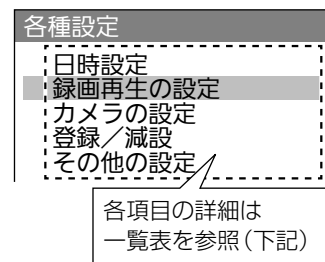 各種設定
日時設定
録画再生の設定
カメラの設定
登録／減設
その他の設定
各項目の詳細は
一覧表を参照（下記）